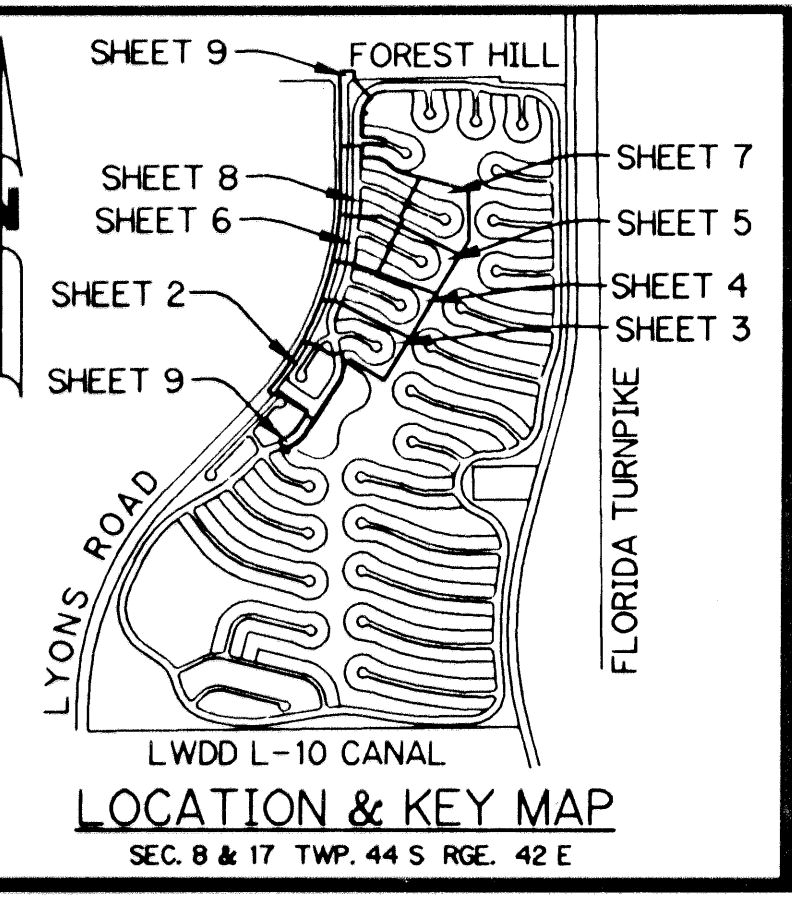 SHEET 9
FOREST HILL
SHEET 7
SHEET 8
SHEET 6
SHEET 5
SHEET 2
SHEET 4
SHEET 3
SHEET 9
FLORIDA TURNPIKE
LYONS ROAD
LWDD L-10 CANAL
LOCATION & KEY MAP
SEC. 8 & 17 TWP. 44 S RGE. 42 E